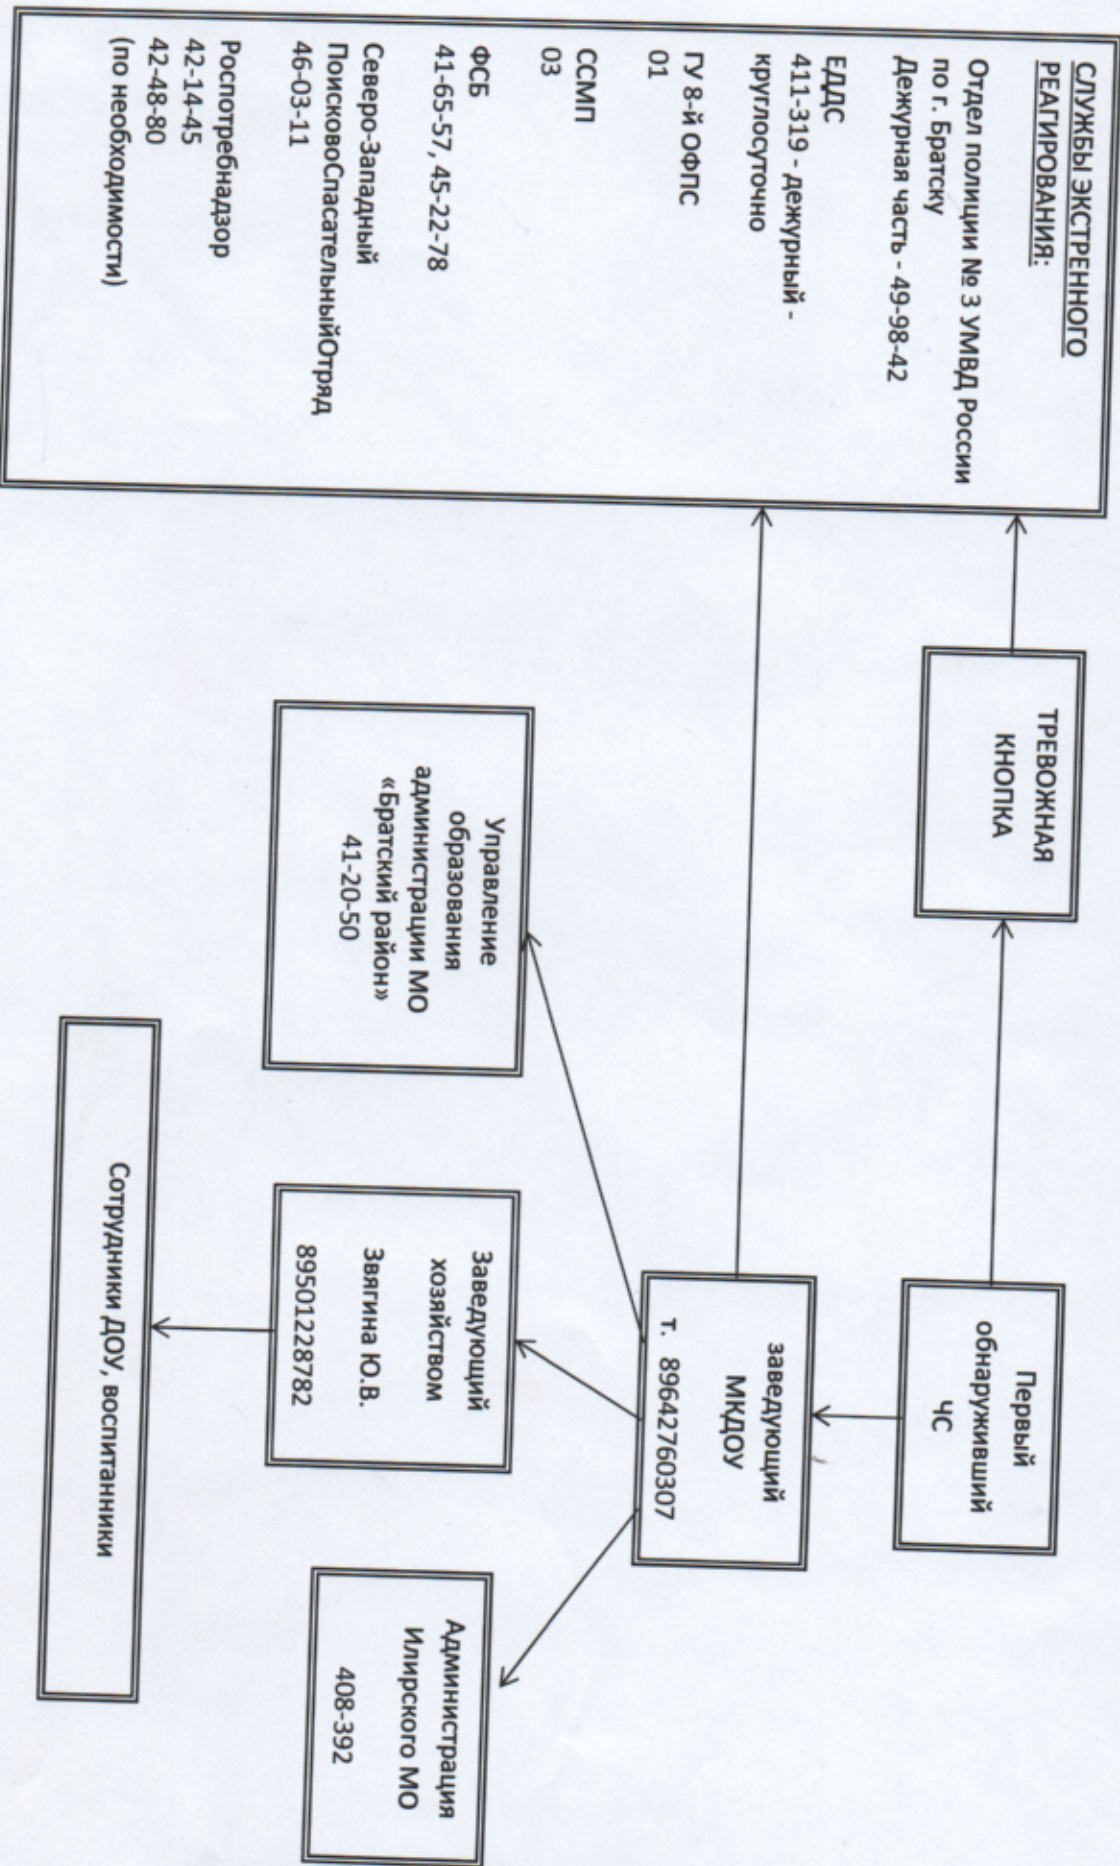 СЛУЖБЫ ЭКСТРЕННОГО
РЕАГИРОВАНИЯ:
Отдел полиции № 3 УМВД России
по г. Братску
Дежурная часть - 49-98-42
ЕДДС
411-319 - дежурный -
круглосуточно
ГУ 8-й ОФПС
01
ССМП
03
ФСБ
41-65-57, 45-22-78
Северо-Западный
ПоисковоСпасательныйОтряд
46-03-11
Роспотребнадзор
42-14-45
42-48-80
(по необходимости)
ТРЕВОЖНАЯ
КНОПКА
Первый
обнаруживший
ЧС
заведующий
МКДОУ
т. 89642760307
Управление
образования
администрации МО
«Братский район»
41-20-50
Заведующий
хозяйством
Звягина Ю.В.
89501228782
Администрация
Илирского МО
408-392
Сотрудники ДОУ, воспитанники